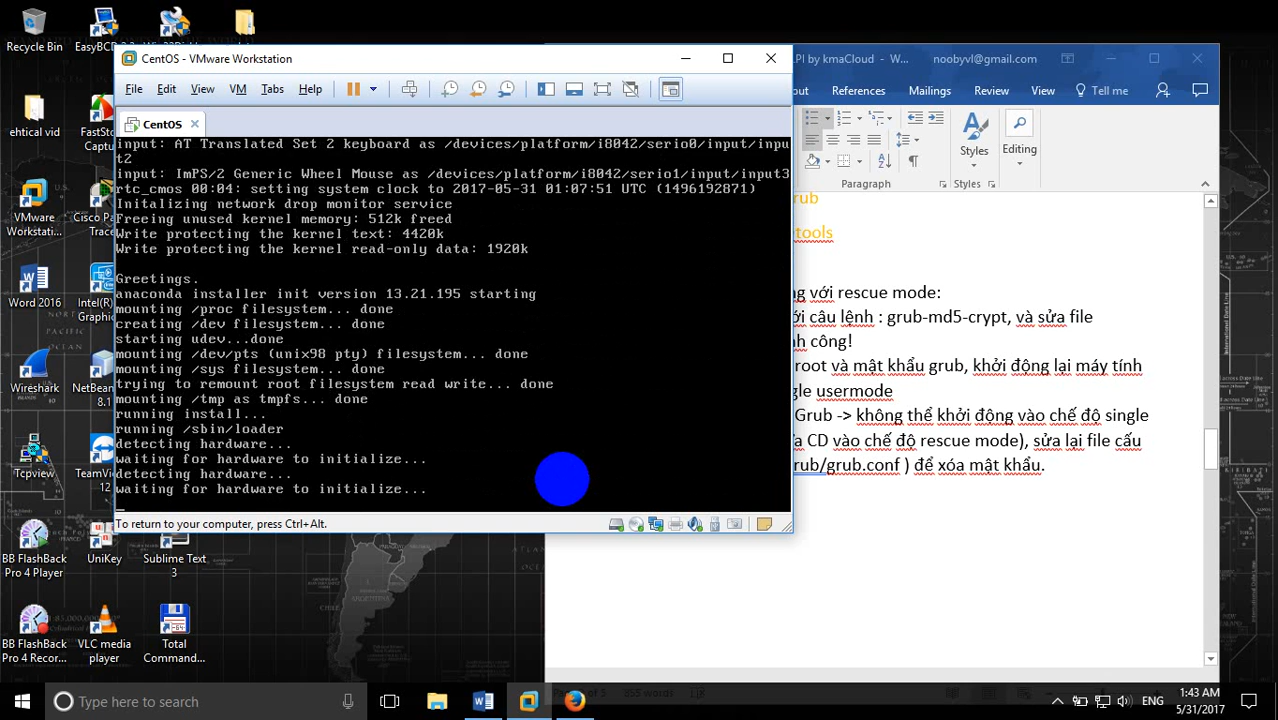 Recycle Bin
EasyBCD 2.3
CentOS - VMware Workstation
PI by kmaCloud - W...
noobyvl@gmail.com
File Edit View VM Tabs Help
out References Mailings Review View Tell me
CentOS
Styles
Editing
Styles
ehtical vid
FastSto
Captu
VMware
Workstati...
Cisco Pa
Trace
Word 2016
Intel(R)
Graphic
Wireshark
NetBean
8.1
Tcpview
TeamVi
12
input: AT Translated Set 2 keyboard as /devices/platform/i8042/serio0/input/inpu
t2
input: ImPS/2 Generic Wheel Mouse as /devices/platform/i8042/serio1/input/input3
rtc_cmos 00:04: setting system clock to 2017-05-31 01:07:51 UTC (1496192871)
Initalizing network drop monitor service
Freeing unused kernel memory: 512k freed
Write protecting the kernel text: 4420k
Write protecting the kernel read-only data: 1920k
Greetings.
anaconda installer init version 13.21.195 starting
mounting /proc filesystem... done
creating /dev filesystem... done
starting udev...done
mounting /dev/pts (unix98 pty) filesystem... done
mounting /sys filesystem... done
trying to remount root filesystem read write... done
mounting /tmp as tmpfs... done
running install...
running /sbin/loader
detecting hardware...
waiting for hardware to initialize...
detecting hardware...
waiting for hardware to initialize...
To return to your computer, press Ctrl+Alt.
rub
tools
ng với rescue mode:
ới câu lệnh : grub-md5-crypt, và sửa file
nh công!
root và mật khẩu grub, khởi động lại máy tính
gle usermode
Grub -> không thể khởi động vào chế độ single
a CD vào chế độ rescue mode), sửa lại file cấu
rub/grub.conf ) để xóa mật khẩu.
BB FlashBack
Pro 4 Player
UniKey
Sublime Text
3
BB FlashBack
Pro 4 Recor...
VLC media
player
Total
Comman...
of 5 853 words
Type here to search
ENG
1:43 AM
5/31/2017